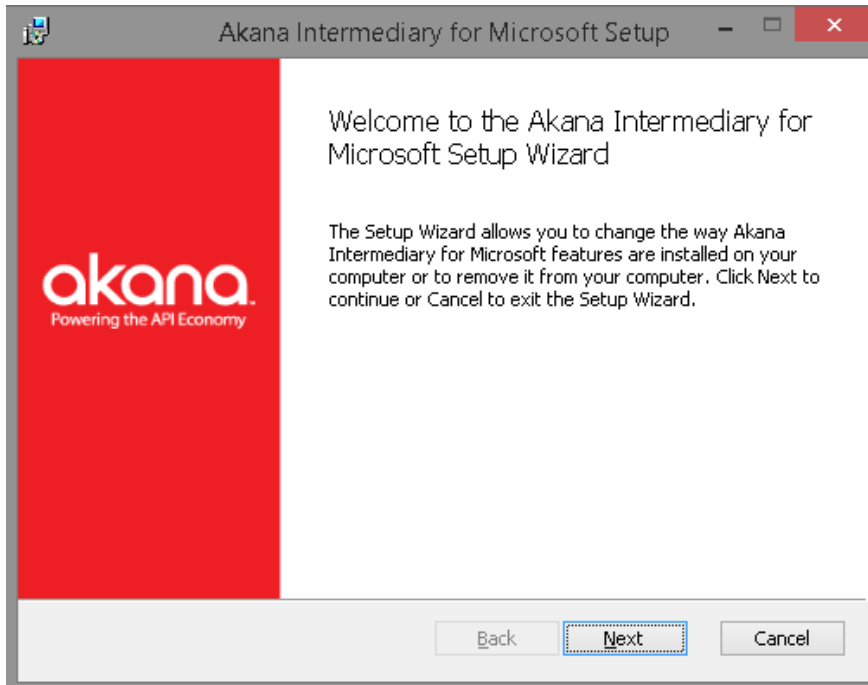 Akana Intermediary for Microsoft Setup
Welcome to the Akana Intermediary for
Microsoft Setup Wizard
The Setup Wizard allows you to change the way Akana
Intermediary for Microsoft features are installed on your
computer or to remove it from your computer. Click Next to
continue or Cancel to exit the Setup Wizard.
akana.
Powering the API Economy
Back Next Cancel